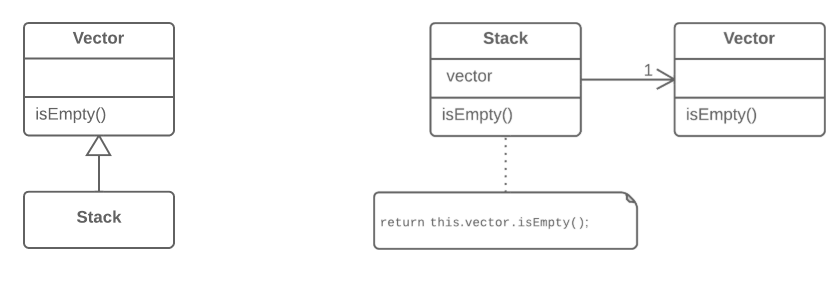 Vector
isEmpty()
Stack
Stack
vector
isEmpty()
return this.vector.isEmpty();
1
Vector
isEmpty()